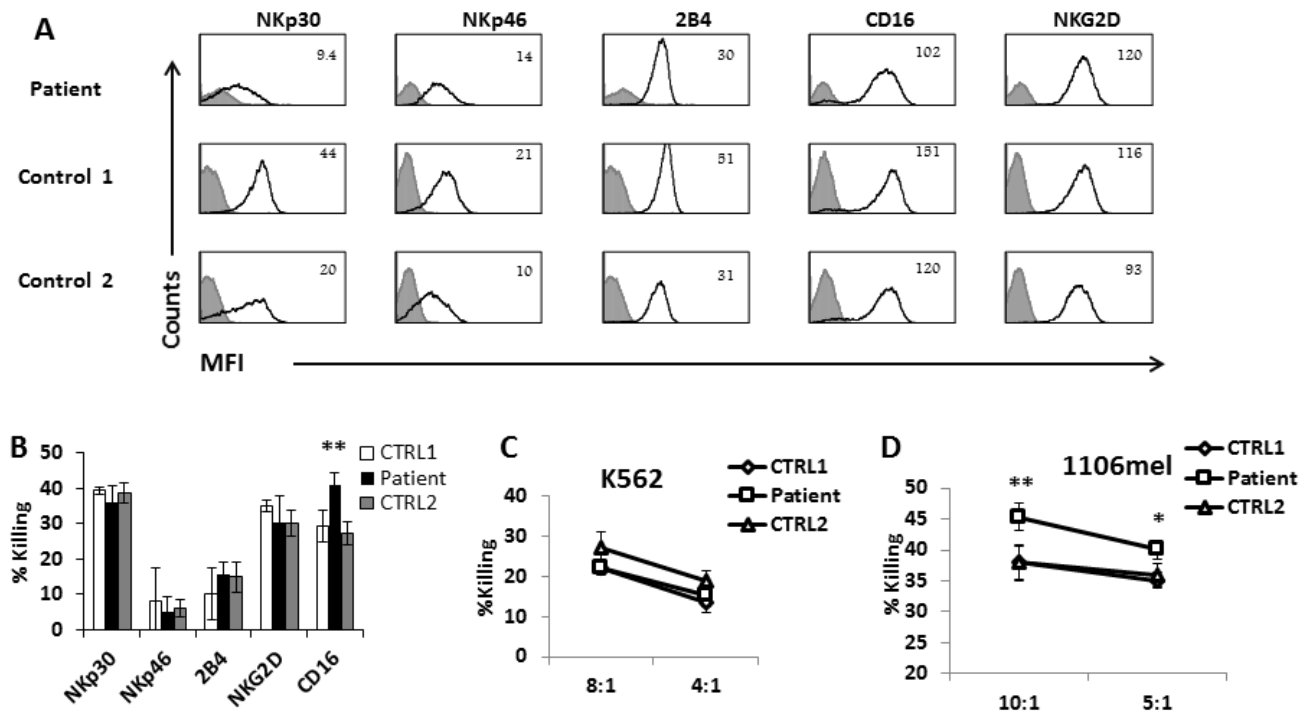 A
NKp30 NKp46 2B4 CD16 NKG2D
Patient 9.4 14 30 102 120
Control 1 44 21 51 151 116
Control 2 20 10 31 120 93
Counts
MFI
B
% Killing
50
40
30
20
10
0
**
CTRL1
Patient
CTRL2
NKp30 NKp46 2B4 NKG2D CD16
C
K562
CTRL1
Patient
CTRL2
%Killing
40
30
20
10
0
8:1 4:1
D
1106mel
CTRL1
Patient
CTRL2
% Killing
50
45
40
35
30
25
20
**
*
10:1 5:1